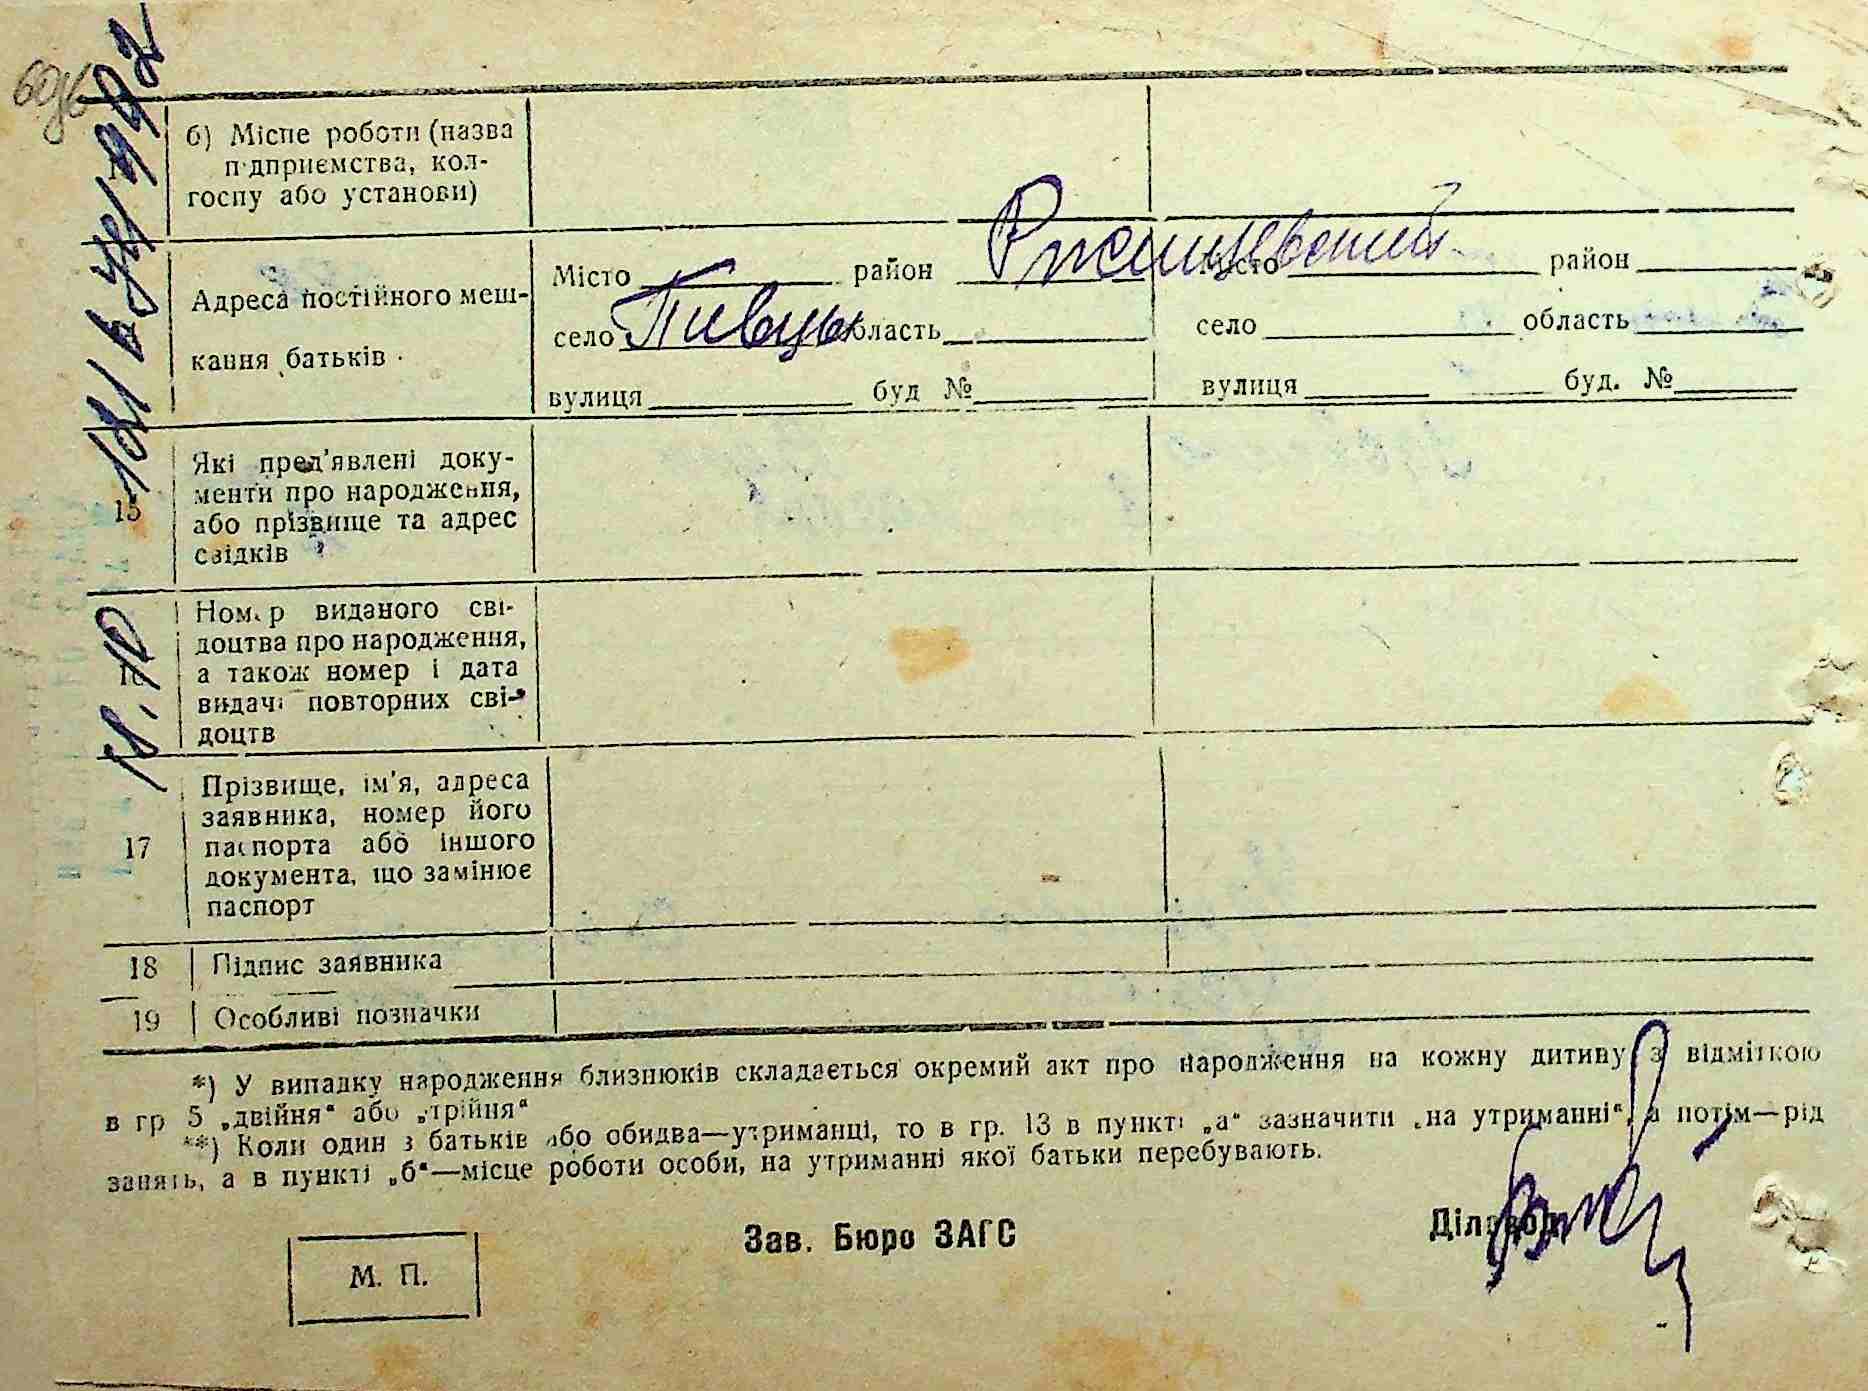 б) Місце роботи (назва
підприємства, кол-
госпу або установи)
Адреса постійного меш-
кання батьків
Місто район Ржищевский
село Пивцы область
вулиця буд №
Місто район
село область
вулиця буд. №
15
Які пред'явлені доку-
менти про народження,
або прізвище та адрес
свідків
16
Номер виданого сві-
доцтва про народження,
а також номер і дата
видачі повторних сві-
доцтв
17
Прізвище, ім'я, адреса
заявника, номер його
паспорта або іншого
документа, що замінює
паспорт
18 Підпис заявника
19 Особливі позначки
*) У випадку народження близнюків складається окремий акт про народження на кожну дитину з відміткою
в гр 5 „двійня“ або „трійня“
**) Коли один з батьків або обидва—утриманці, то в гр. 13 в пункті „а“ зазначити „на утриманні“, а потім—рід
занять, а в пункті „б“—місце роботи особи, на утриманні якої батьки перебувають.
М. П.
Зав. Бюро ЗАГС
Діловод